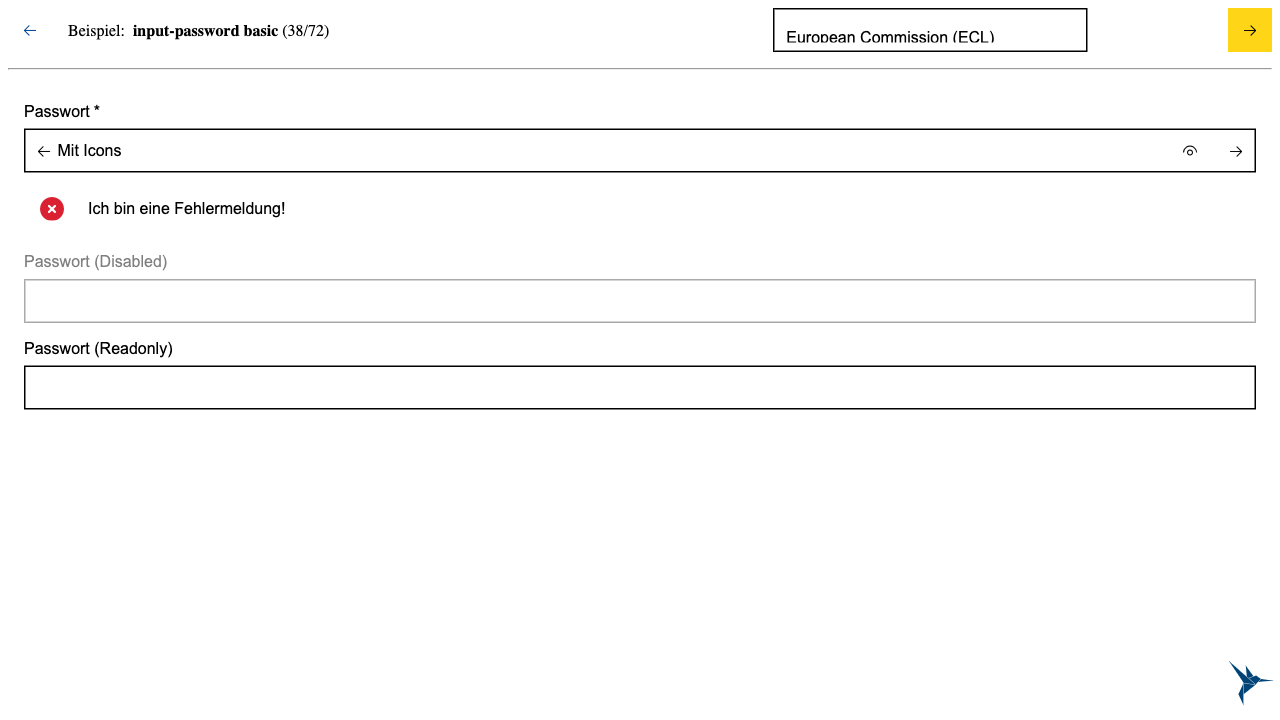 Beispiel: input-password basic (38/72)
European Commission (ECL)
Passwort *
Mit Icons
Ich bin eine Fehlermeldung!
Passwort (Disabled)
Passwort (Readonly)